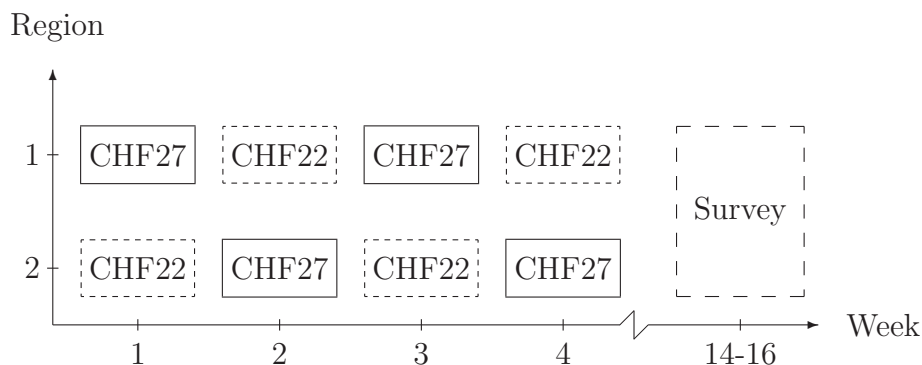 Region
1 CHF27 CHF22 CHF27 CHF22
Survey
2 CHF22 CHF27 CHF22 CHF27
Week
1 2 3 4 14-16